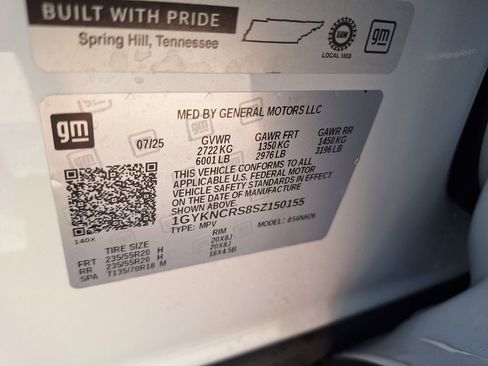 BUILT WITH PRIDE
Spring Hill, Tennessee
UAW
LOCAL 1853
gm
gm
MFD BY GENERAL MOTORS LLC
07/25 GVWR GAWR FRT GAWR RR
2722 KG 1350 KG 1450 KG
6001 LB 2976 LB 3196 LB
THIS VEHICLE CONFORMS TO ALL
APPLICABLE U.S. FEDERAL MOTOR
VEHICLE SAFETY STANDARDS IN EFFECT
ON THE DATE OF MANUFACTURE
1GYKNCRS8SZ150155
TYPE: MPV MODEL: 6S6NH26
140X
TIRE SIZE RIM
FRT 235/55R20 H 20X8J
RR 235/55R20 H 20X8J
SPA T135/70R18 M 18X4.5B